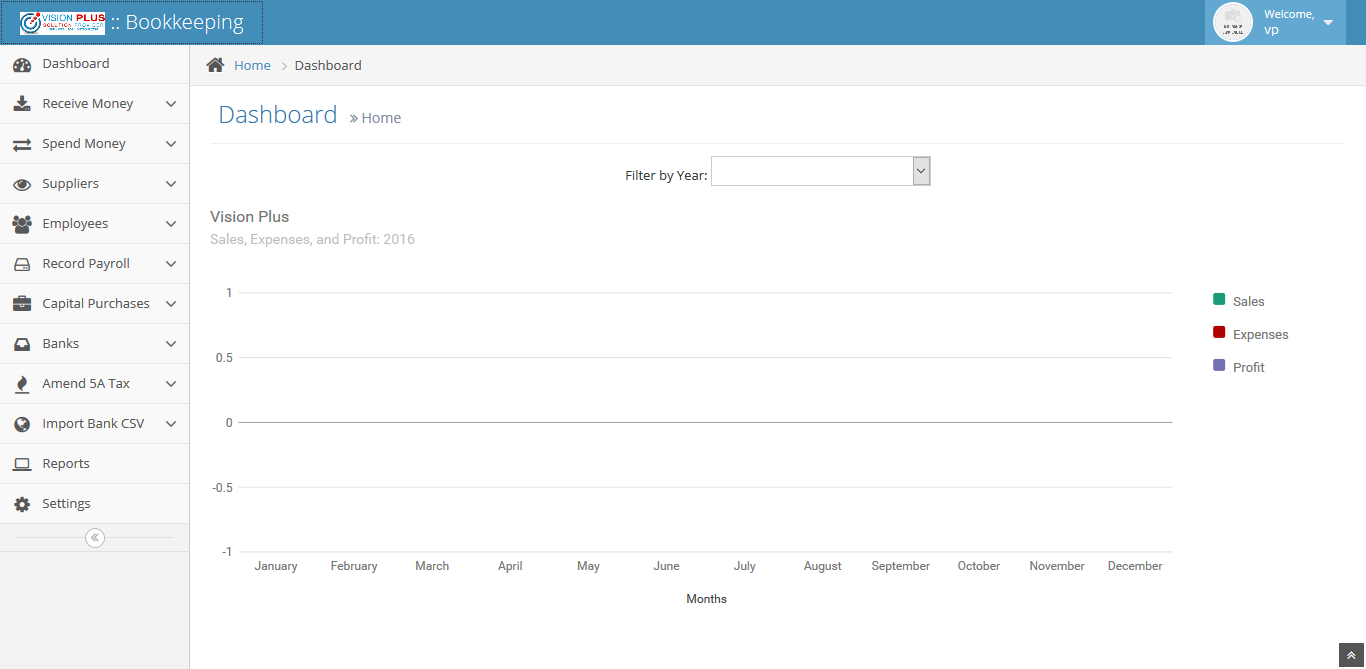 VISION PLUS
SOLUTION PROVIDER
:: Bookkeeping
Welcome,
vp
Dashboard
Receive Money
Spend Money
Suppliers
Employees
Record Payroll
Capital Purchases
Banks
Amend 5A Tax
Import Bank CSV
Reports
Settings
Home > Dashboard
Dashboard » Home
Filter by Year:
Vision Plus
Sales, Expenses, and Profit: 2016
1
0.5
0
-0.5
-1
January February March April May June July August September October November December
Months
Sales
Expenses
Profit